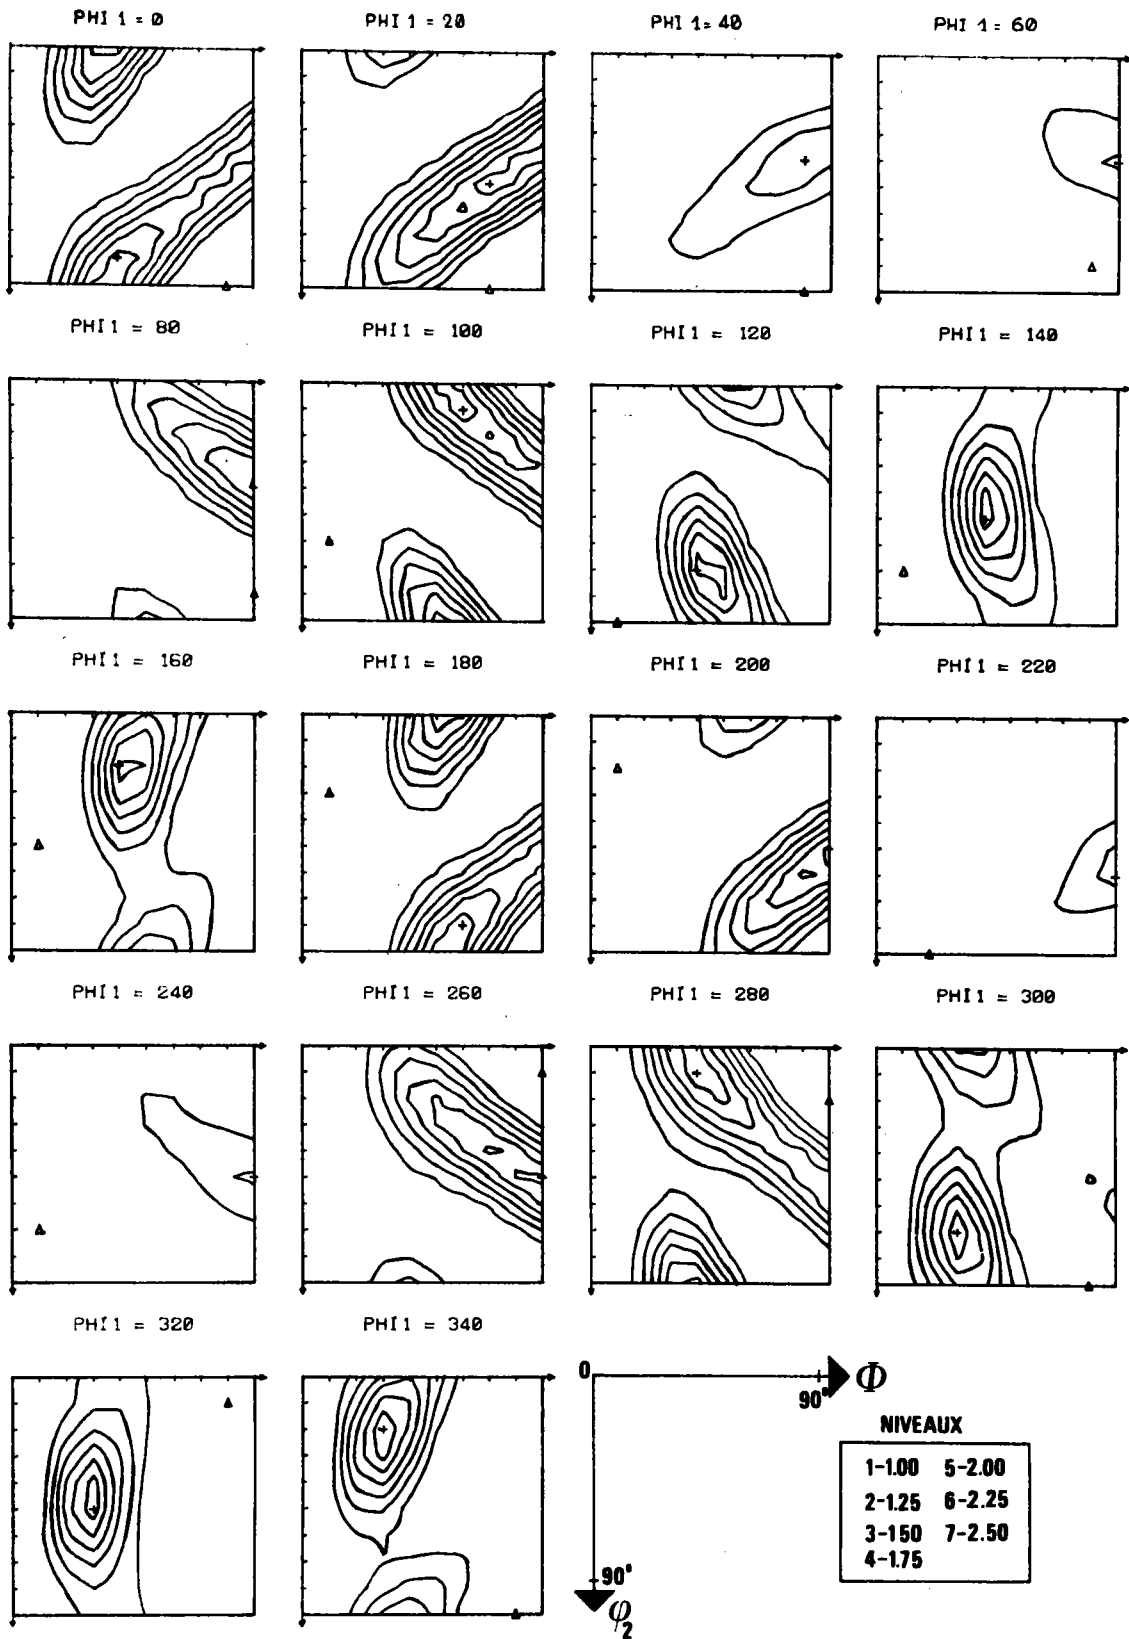 PHI 1 = 0 PHI 1 = 20 PHI 1= 40 PHI 1 = 60
PHI1 = 80 PHI1 = 100 PHI1 = 120 PHI1 = 140
PHI1 = 160 PHI1 = 180 PHI1 = 200 PHI1 = 220
PHI1 = 240 PHI1 = 260 PHI1 = 280 PHI1 = 300
PHI1 = 320 PHI1 = 340
0 90° Φ
90°
φ2
NIVEAUX
1-1.00 5-2.00
2-1.25 6-2.25
3-150 7-2.50
4-1.75